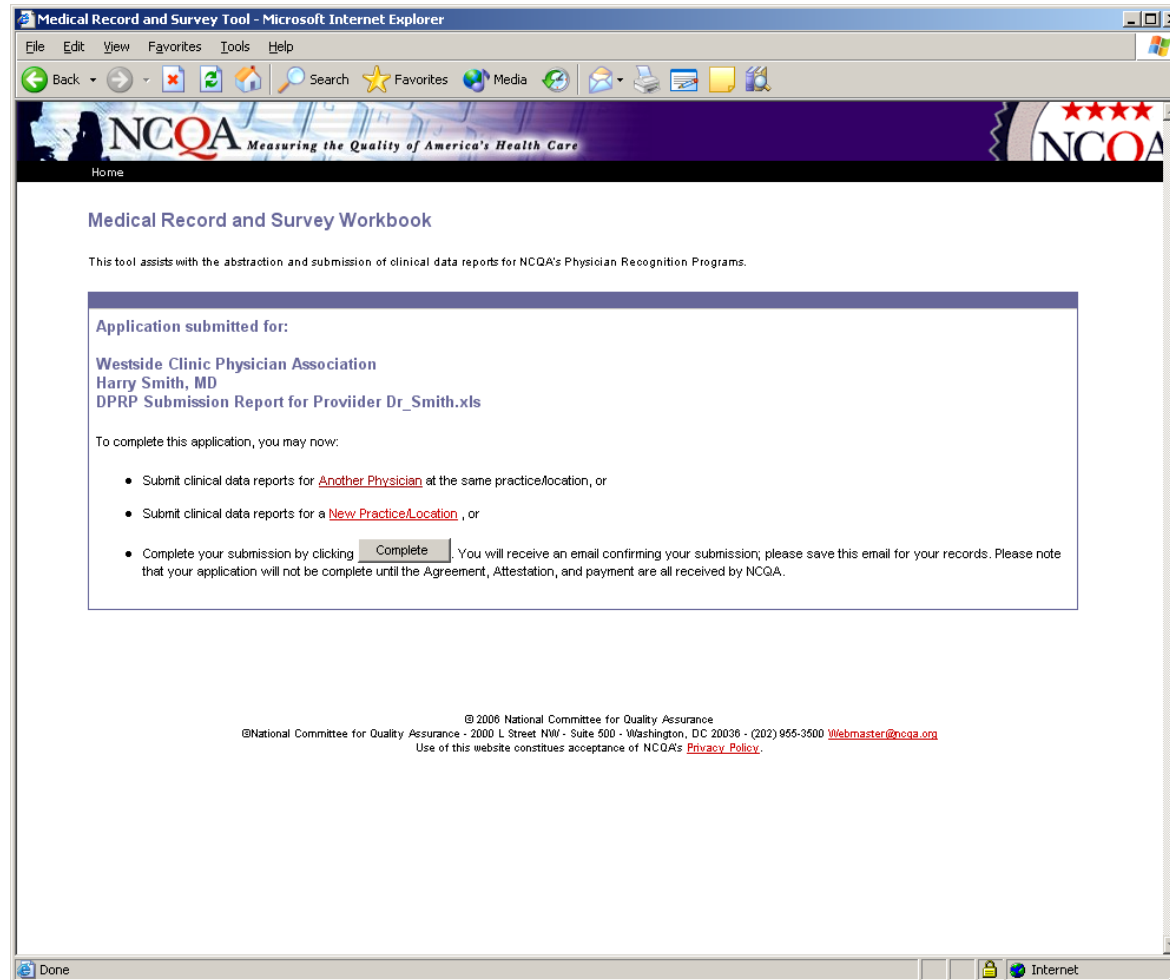 Medical Record and Survey Tool - Microsoft Internet Explorer
File Edit View Favorites Tools Help
Back Search Favorites Media
NCQA Measuring the Quality of America's Health Care
NCQA
Home
Medical Record and Survey Workbook
This tool assists with the abstraction and submission of clinical data reports for NCQA's Physician Recognition Programs.
Application submitted for:
Westside Clinic Physician Association
Harry Smith, MD
DPRP Submission Report for Proviider Dr_Smith.xls
To complete this application, you may now:
• Submit clinical data reports for Another Physician at the same practice/location, or
• Submit clinical data reports for a New Practice/Location , or
• Complete your submission by clicking Complete . You will receive an email confirming your submission; please save this email for your records. Please note
that your application will not be complete until the Agreement, Attestation, and payment are all received by NCQA.
© 2006 National Committee for Quality Assurance
©National Committee for Quality Assurance - 2000 L Street NW - Suite 500 - Washington, DC 20036 - (202) 955-3500 Webmaster@ncqa.org
Use of this website constitues acceptance of NCQA's Privacy Policy.
Done Internet